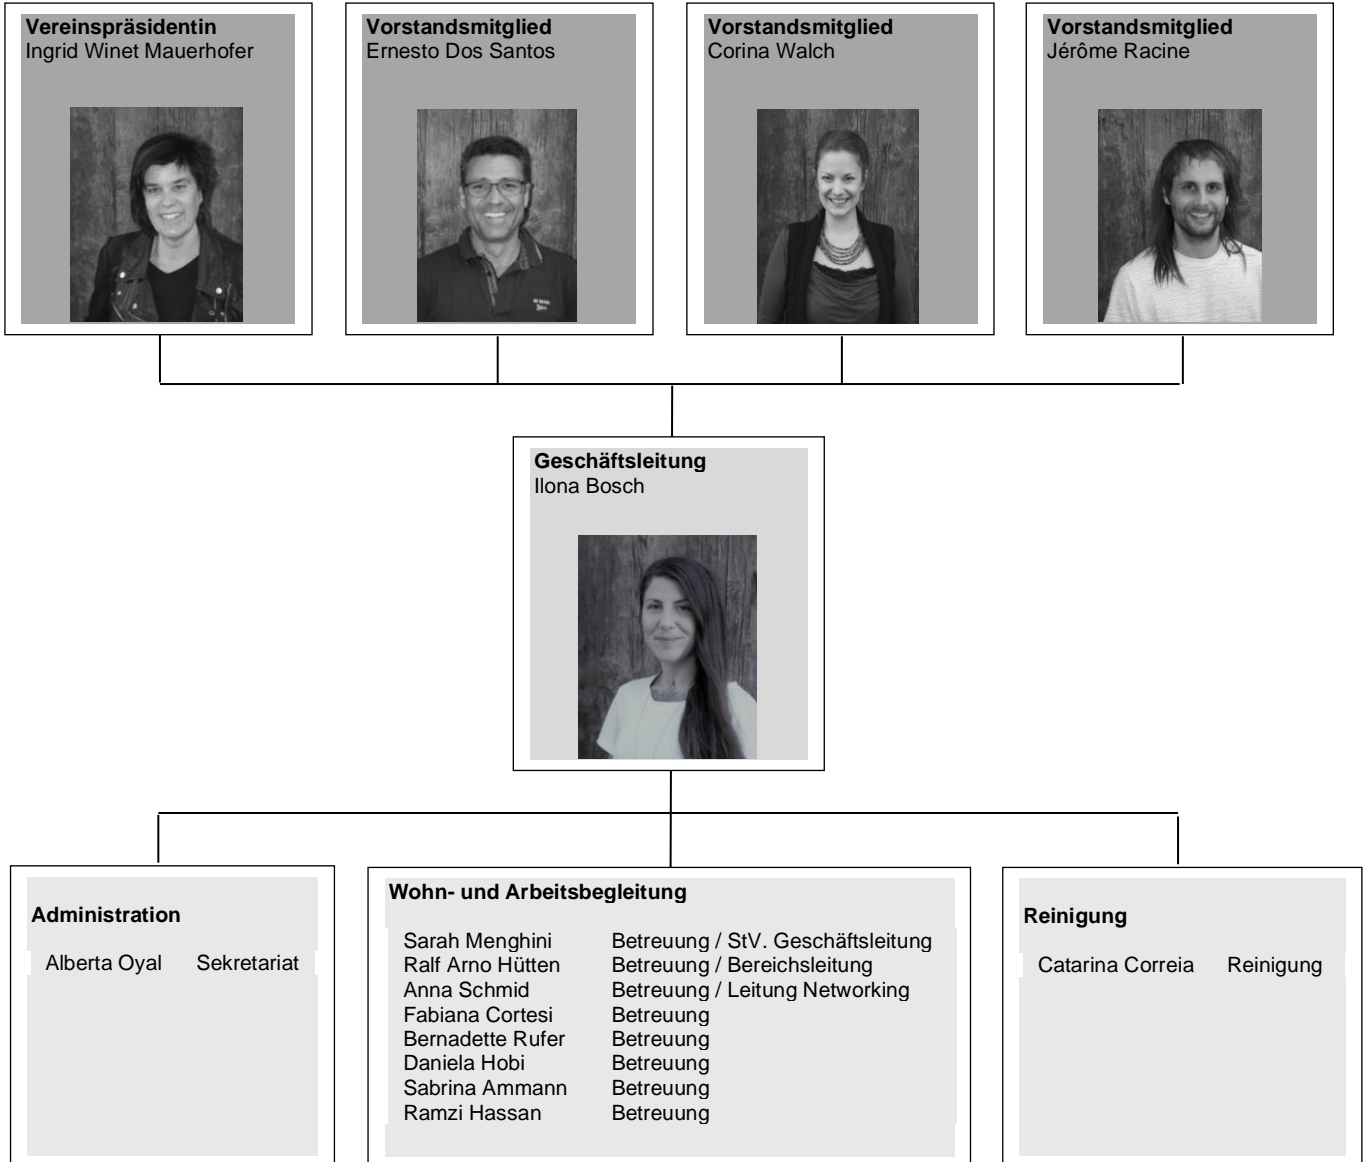 Vereinspräsidentin
Ingrid Winet Mauerhofer
Vorstandsmitglied
Ernesto Dos Santos
Vorstandsmitglied
Corina Walch
Vorstandsmitglied
Jérôme Racine
Geschäftsleitung
Ilona Bosch
Administration
Alberta Oyal Sekretariat
Wohn- und Arbeitsbegleitung
Sarah Menghini Betreuung / StV. Geschäftsleitung
Ralf Arno Hütten Betreuung / Bereichsleitung
Anna Schmid Betreuung / Leitung Networking
Fabiana Cortesi Betreuung
Bernadette Rufer Betreuung
Daniela Hobi Betreuung
Sabrina Ammann Betreuung
Ramzi Hassan Betreuung
Reinigung
Catarina Correia Reinigung